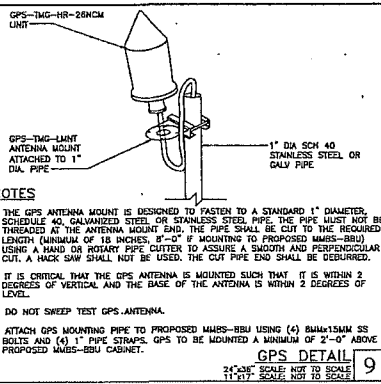 GPS-TMG-HR-26NCM
UNIT
GPS-TMG-LMNT
ANTENNA MOUNT
ATTACHED TO 1"
DIA. PIPE
1" DIA SCH 40
STAINLESS STEEL OR
GALV PIPE
OTES
THE GPS ANTENNA MOUNT IS DESIGNED TO FASTEN TO A STANDARD 1" DIAMETER,
SCHEDULE 40, GALVANIZED STEEL OR STAINLESS STEEL PIPE. THE PIPE MUST NOT BE
THREADED AT THE ANTENNA MOUNT END. THE PIPE SHALL BE CUT TO THE REQUIRED
LENGTH (MINIMUM OF 18 INCHES, 8'-0" IF MOUNTING TO PROPOSED MMBS-BBU)
USING A HAND OR ROTARY PIPE CUTTER TO ASSURE A SMOOTH AND PERPENDICULAR
CUT. A HACK SAW SHALL NOT BE USED. THE CUT PIPE END SHALL BE DEBURRED.
IT IS CRITICAL THAT THE GPS ANTENNA IS MOUNTED SUCH THAT IT IS WITHIN 2
DEGREES OF VERTICAL AND THE BASE OF THE ANTENNA IS WITHIN 2 DEGREES OF
LEVEL.
DO NOT SWEEP TEST GPS ANTENNA.
ATTACH GPS MOUNTING PIPE TO PROPOSED MMBS-BBU USING (4) 8MMx15MM SS
BOLTS AND (4) 1" PIPE STRAPS. GPS TO BE MOUNTED A MINIMUM OF 2'-0" ABOVE
PROPOSED MMBS-BBU CABINET.
GPS DETAIL
24"x36" SCALE: NOT TO SCALE
11"x17" SCALE: NOT TO SCALE
9